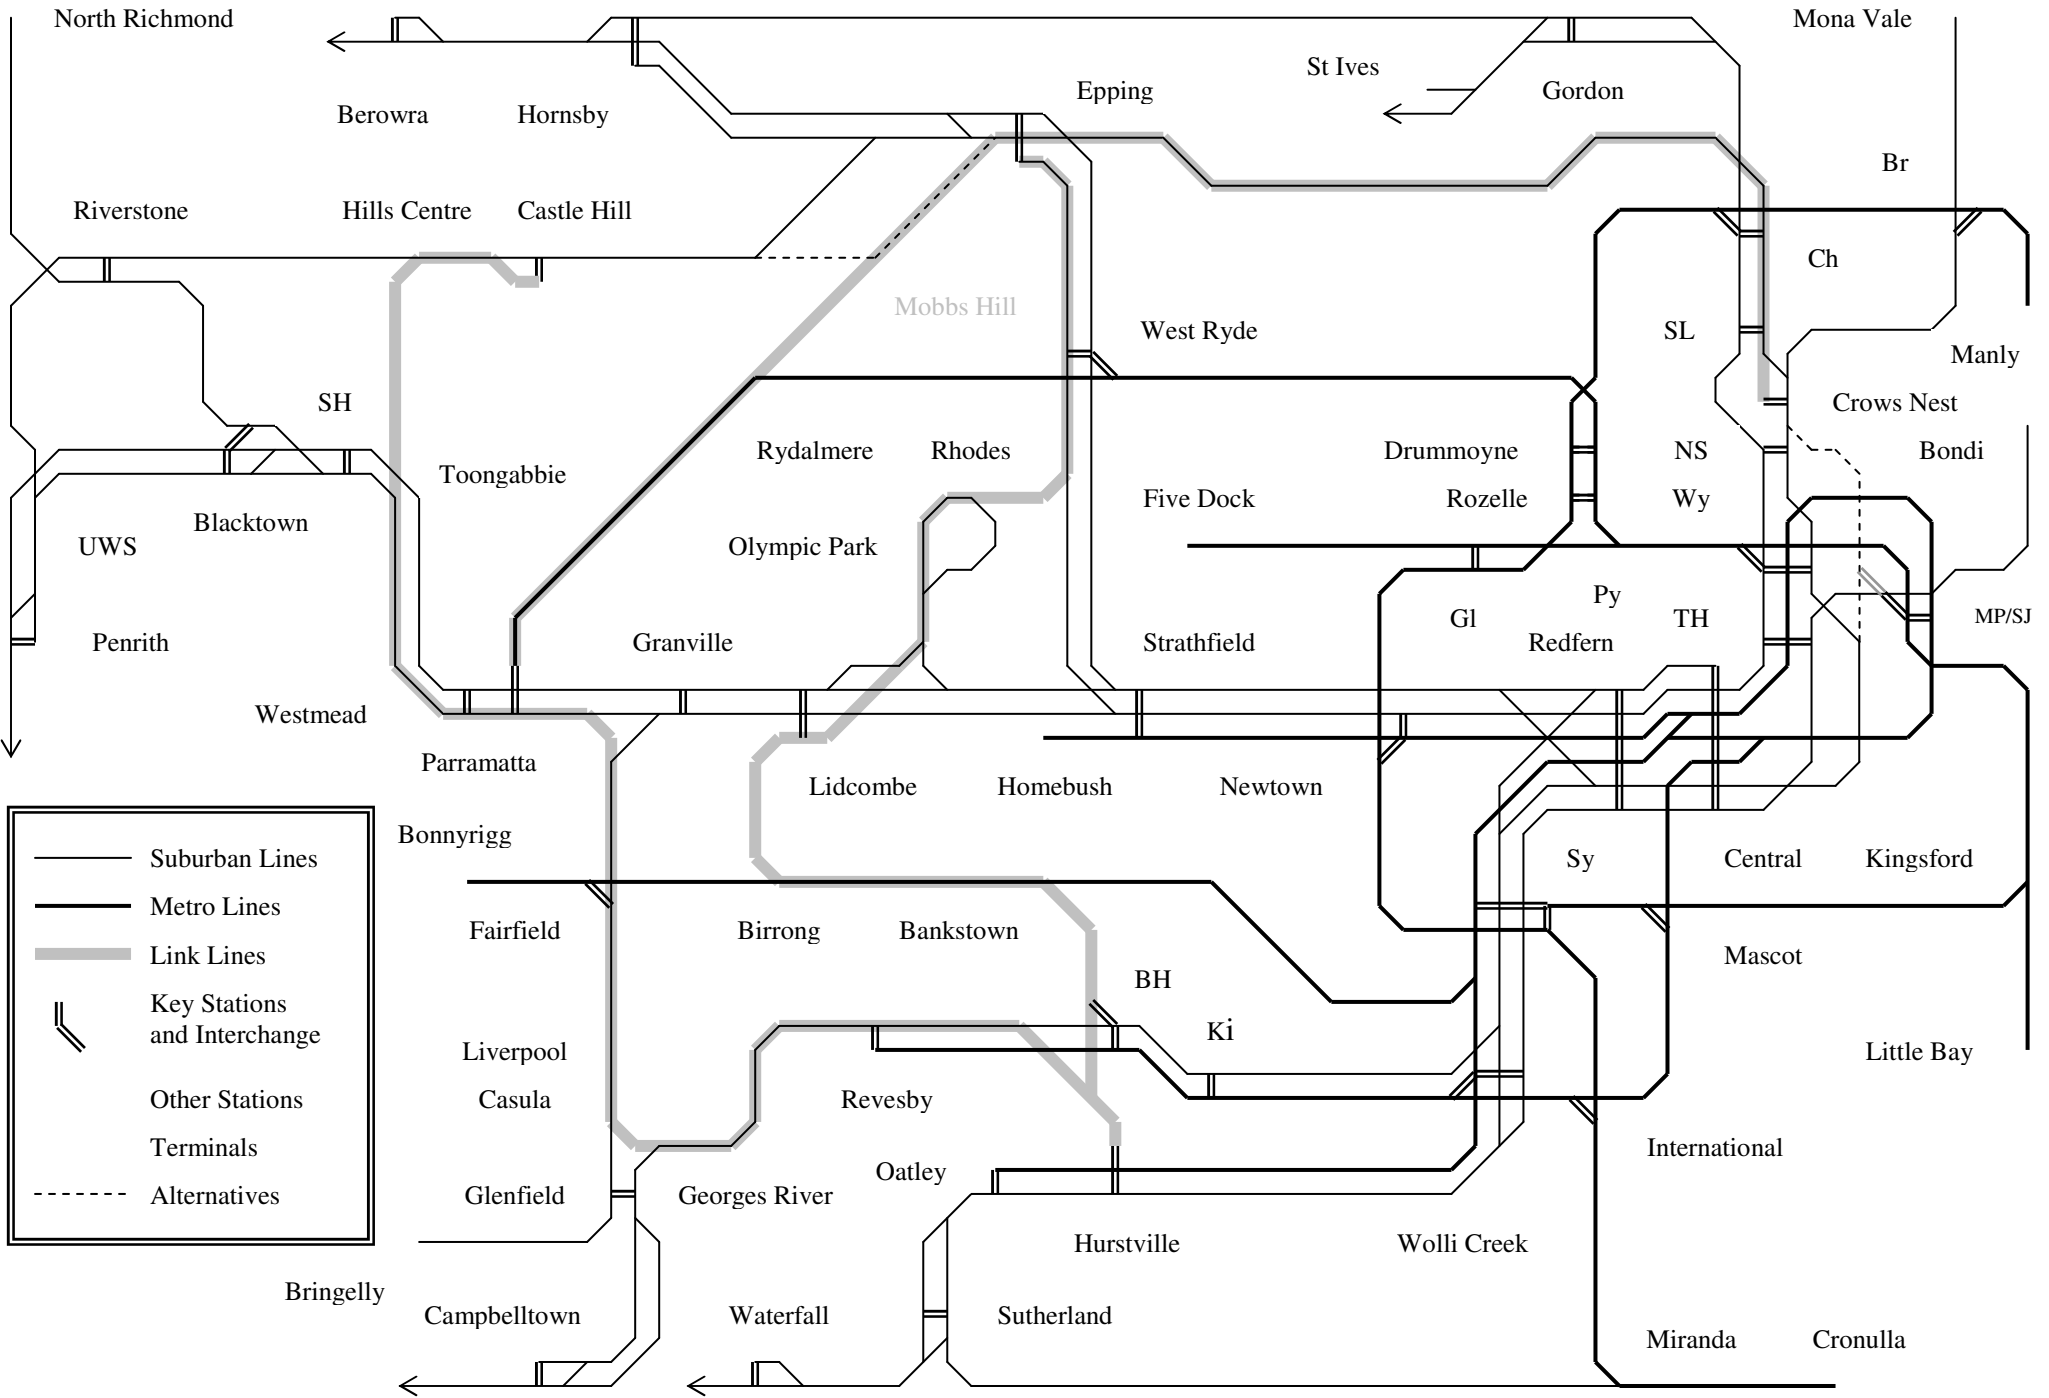 North Richmond
Mona Vale
St Ives
Epping
Gordon
Berowra
Hornsby
Br
Riverstone
Hills Centre
Castle Hill
Ch
Mobbs Hill
West Ryde
SL
Manly
SH
Crows Nest
Rydalmere
Rhodes
Drummoyne
NS
Bondi
Toongabbie
Five Dock
Rozelle
Wy
Blacktown
UWS
Olympic Park
Py
Gl
TH
MP/SJ
Penrith
Granville
Strathfield
Redfern
Westmead
Parramatta
Lidcombe
Homebush
Newtown
Bonnyrigg
Suburban Lines
Sy
Central
Kingsford
Metro Lines
Fairfield
Birrong
Bankstown
Link Lines
Mascot
BH
Key Stations
and Interchange
Ki
Liverpool
Little Bay
Other Stations
Casula
Revesby
Terminals
International
Oatley
Alternatives
Glenfield
Georges River
Hurstville
Wolli Creek
Bringelly
Campbelltown
Waterfall
Sutherland
Miranda
Cronulla